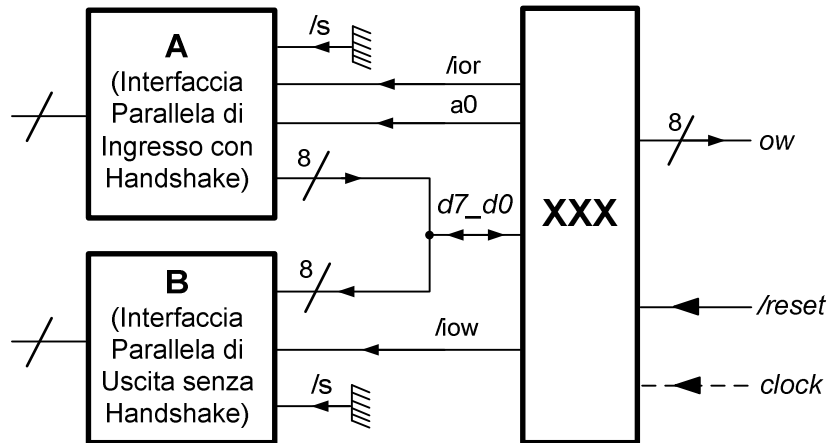 A
(Interfaccia
Parallela di
Ingresso con
Handshake)
/s
/ior
a0
8
d7_d0
B
(Interfaccia
Parallela di
Uscita senza
Handshake)
8
/iow
/s
XXX
8
ow
/reset
clock